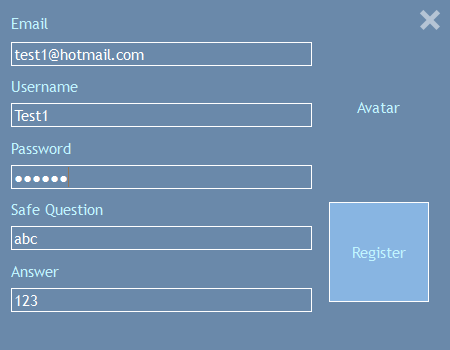 Email
test1@hotmail.com
Username
Test1
Avatar
Password
●●●●●●
Safe Question
abc
Register
Answer
123